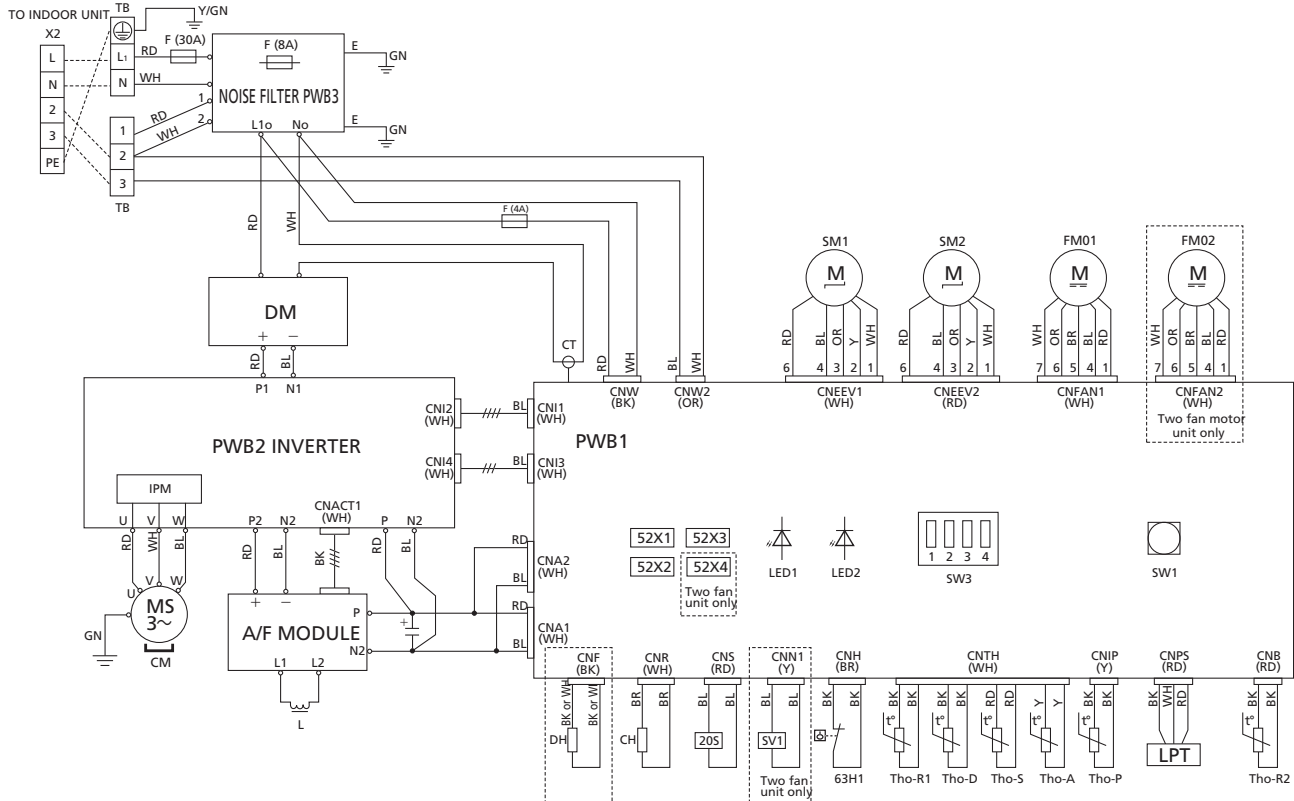 TO INDOOR UNIT
X2
L
N
2
3
PE
TB
Y/GN
L1
RD
F (30A)
N
WH
F (8A)
NOISE FILTER PWB3
E
GN
E
GN
1
RD
2
WH
1
2
3
TB
L1o
No
RD
WH
F (4A)
DM
+
−
RD
BL
CT
RD
WH
BL
WH
CNW
(BK)
CNW2
(OR)
SM1
M
RD
BL
OR
Y
WH
6
4
3
2
1
CNEEV1
(WH)
SM2
M
RD
BL
OR
Y
WH
6
4
3
2
1
CNEEV2
(RD)
FM01
M
WH
OR
BR
BL
RD
7
6
5
4
1
CNFAN1
(WH)
FM02
M
WH
OR
BR
BL
RD
7
6
5
4
1
CNFAN2
(WH)
Two fan motor
unit only
P1
N1
PWB2 INVERTER
CNI2
(WH)
BL
CNI1
(WH)
CNI4
(WH)
BL
CNI3
(WH)
PWB1
IPM
U
V
W
P2
N2
CNACT1
(WH)
P
N2
RD
WH
BL
RD
BL
BK
RD
BL
U
V
W
MS
3~
GN
CM
+
−
A/F MODULE
P
N2
L1
L2
L
+
RD
BL
CNA2
(WH)
RD
BL
CNA1
(WH)
52X1
52X3
52X2
52X4
Two fan
unit only
LED1
LED2
1
2
3
4
SW3
SW1
CNF
(BK)
BK or WH
BK or WH
DH
CNR
(WH)
BR
BR
CH
CNS
(RD)
BL
BL
20S
CNN1
(Y)
BL
BL
SV1
Two fan
unit only
CNH
(BR)
BK
BK
63H1
CNTH
(WH)
BK
BK
t°
Tho-R1
BK
BK
t°
Tho-D
RD
RD
t°
Tho-S
Y
Y
t°
Tho-A
CNIP
(Y)
BK
BK
t°
Tho-P
CNPS
(RD)
BK
WH
RD
LPT
CNB
(RD)
BK
BK
t°
Tho-R2